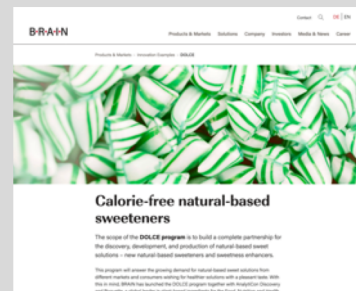 Contact DE | EN
BRAIN
Products & Markets Solutions Company Investors Media & News Career
Products & Markets Innovation Examples DOLCE
Calorie-free natural-based
sweeteners
The scope of the DOLCE program is to build a complete partnership for
the discovery, development, and production of natural-based sweet
solutions – new natural-based sweeteners and sweetness enhancers.
This program will answer the growing demand for natural-based sweet solutions from
different markets and consumers wishing for healthier solutions with a pleasant taste. With
this in mind, BRAIN has launched the DOLCE program together with AnalytiCon Discovery